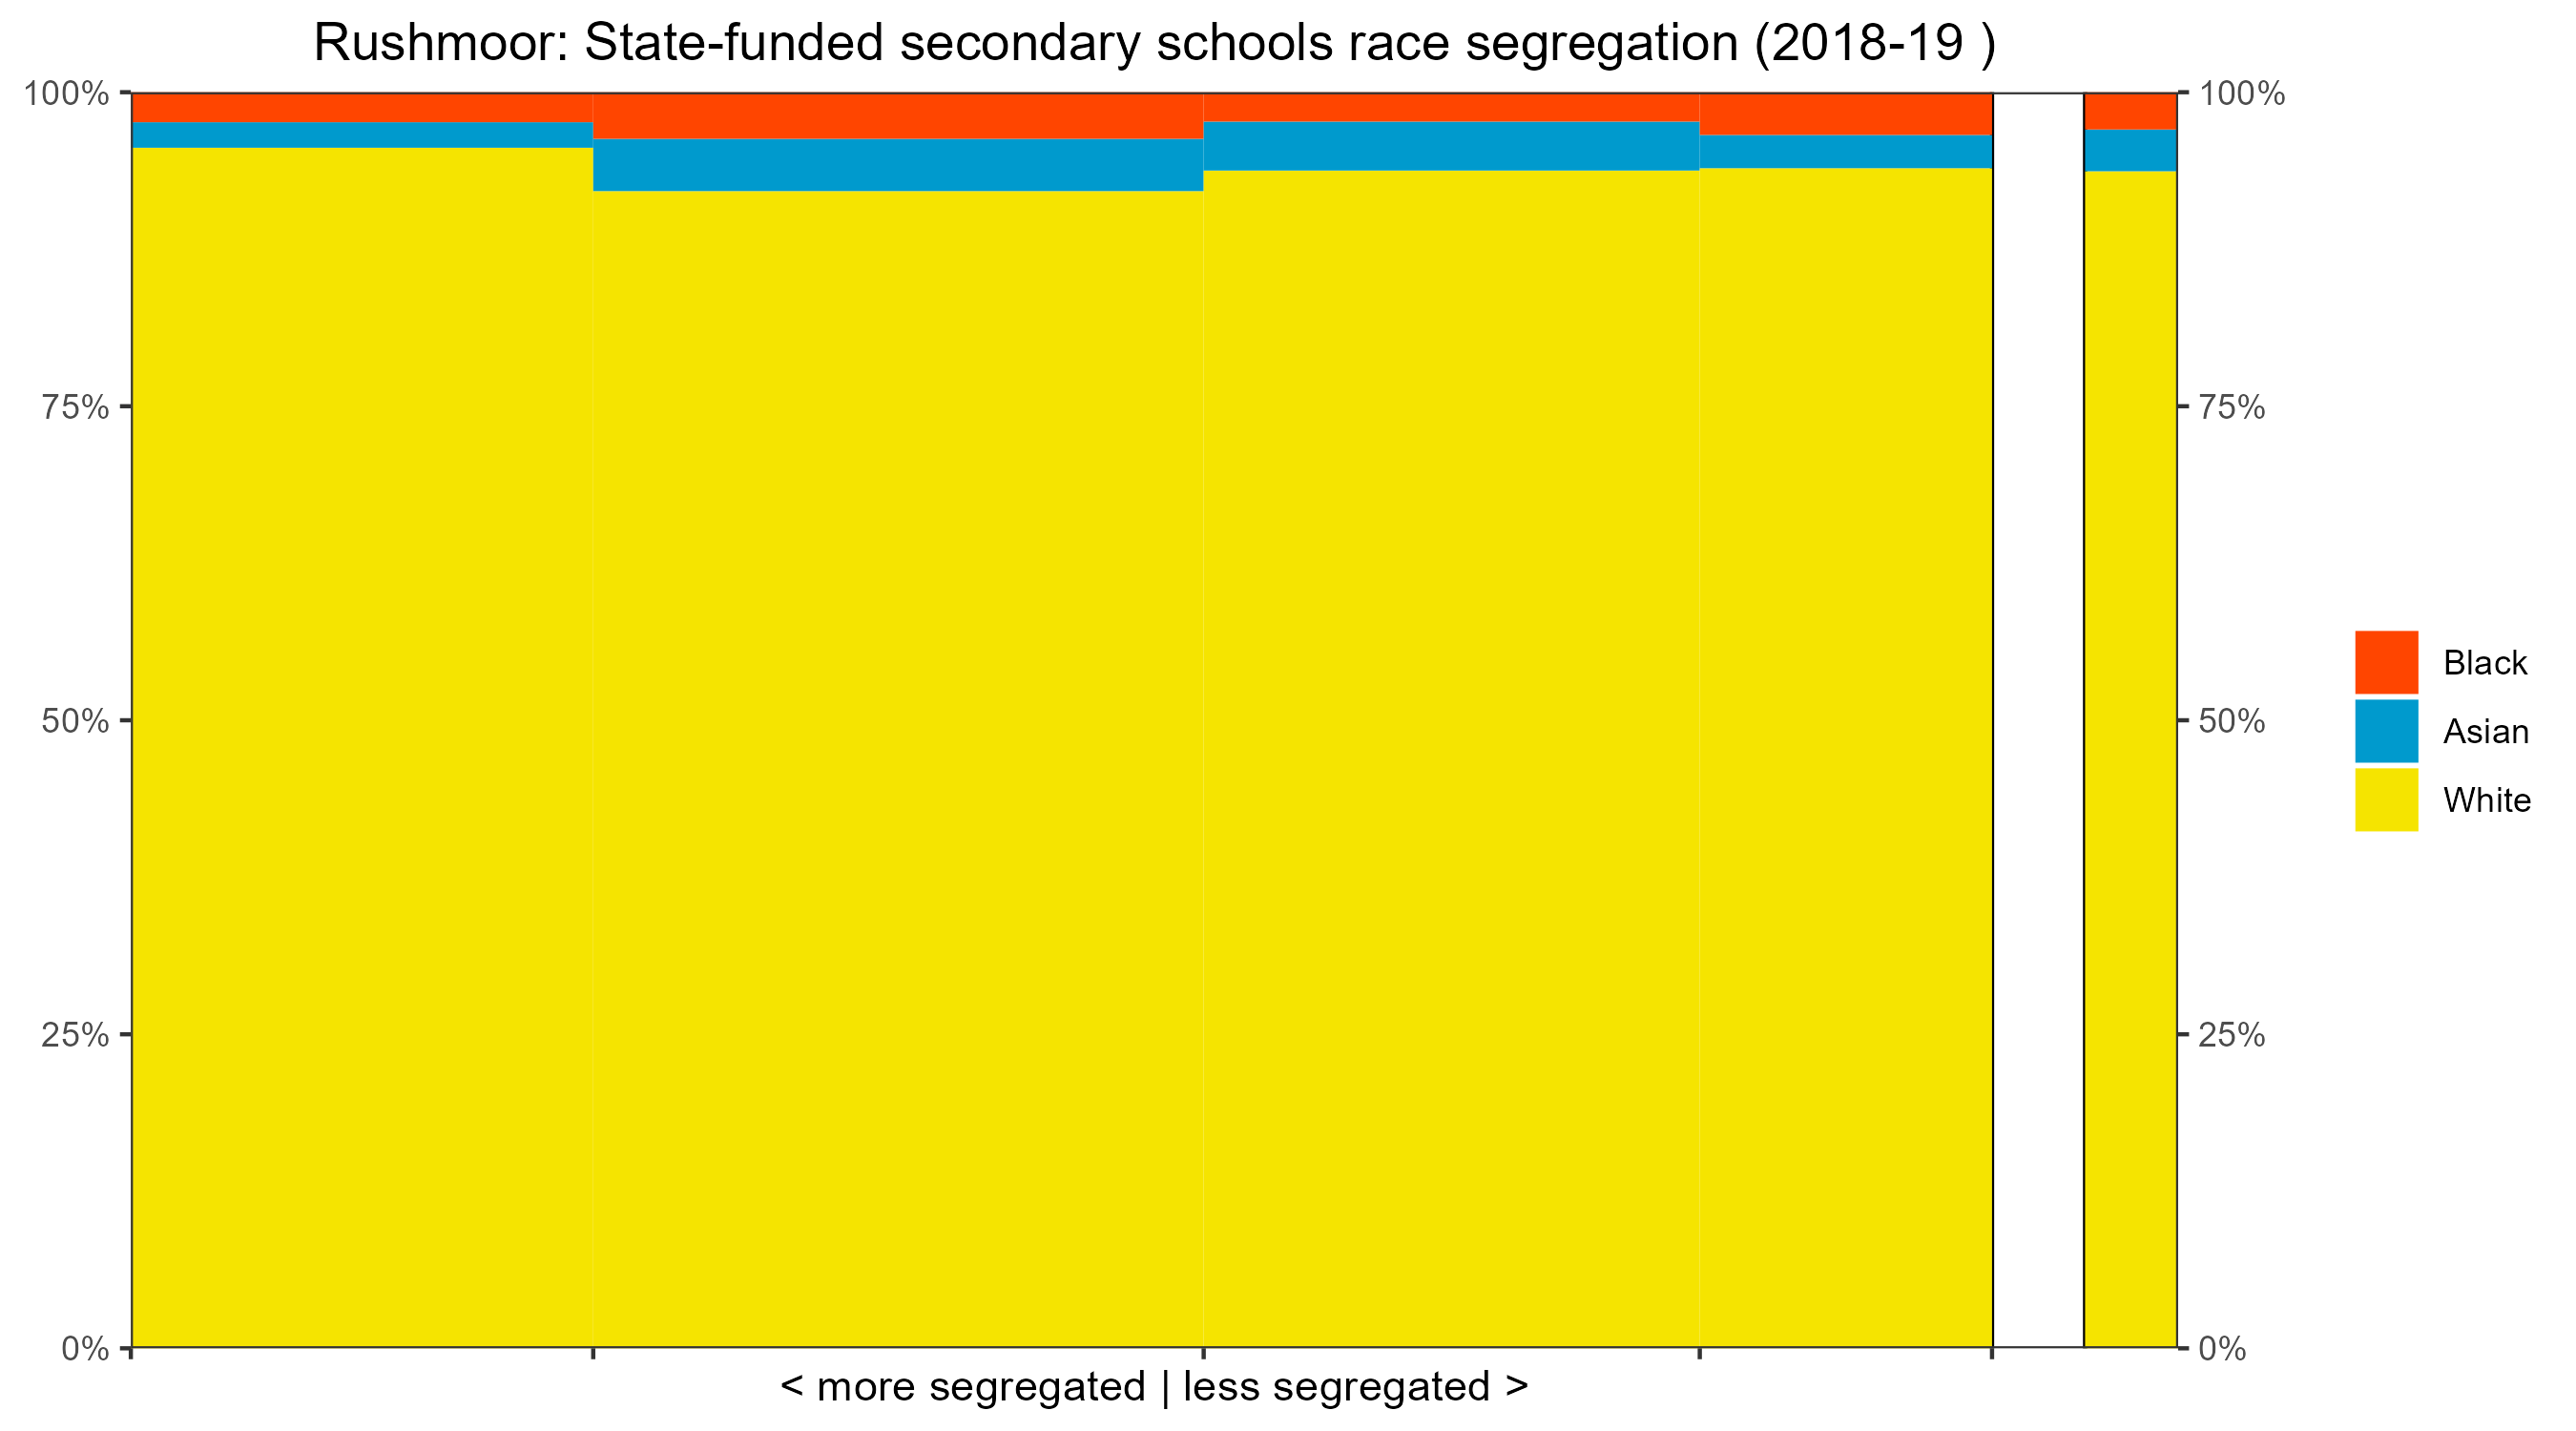 Rushmoor: State-funded secondary schools race segregation (2018-19 )
100%
75%
50%
25%
0%
100%
75%
50%
25%
0%
Black
Asian
White
< more segregated | less segregated >